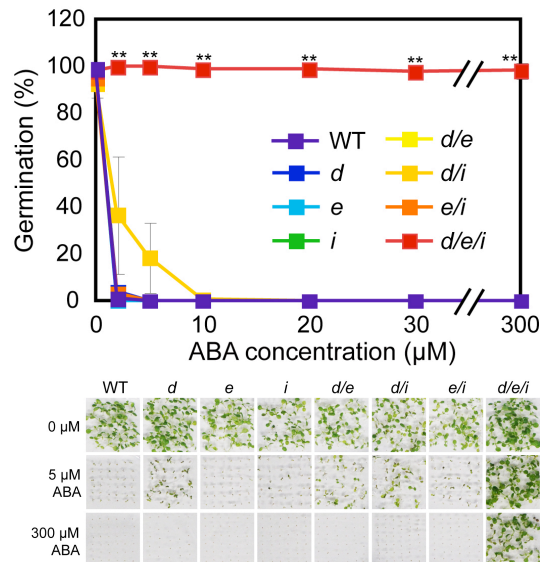 Germination (%)
120
100
80
60
40
20
0
** ** ** ** ** **
WT
d
e
i
d/e
d/i
e/i
d/e/i
0 10 20 30 300
ABA concentration (µM)
WT d e i d/e d/i e/i d/e/i
0 µM
5 µM
ABA
300 µM
ABA